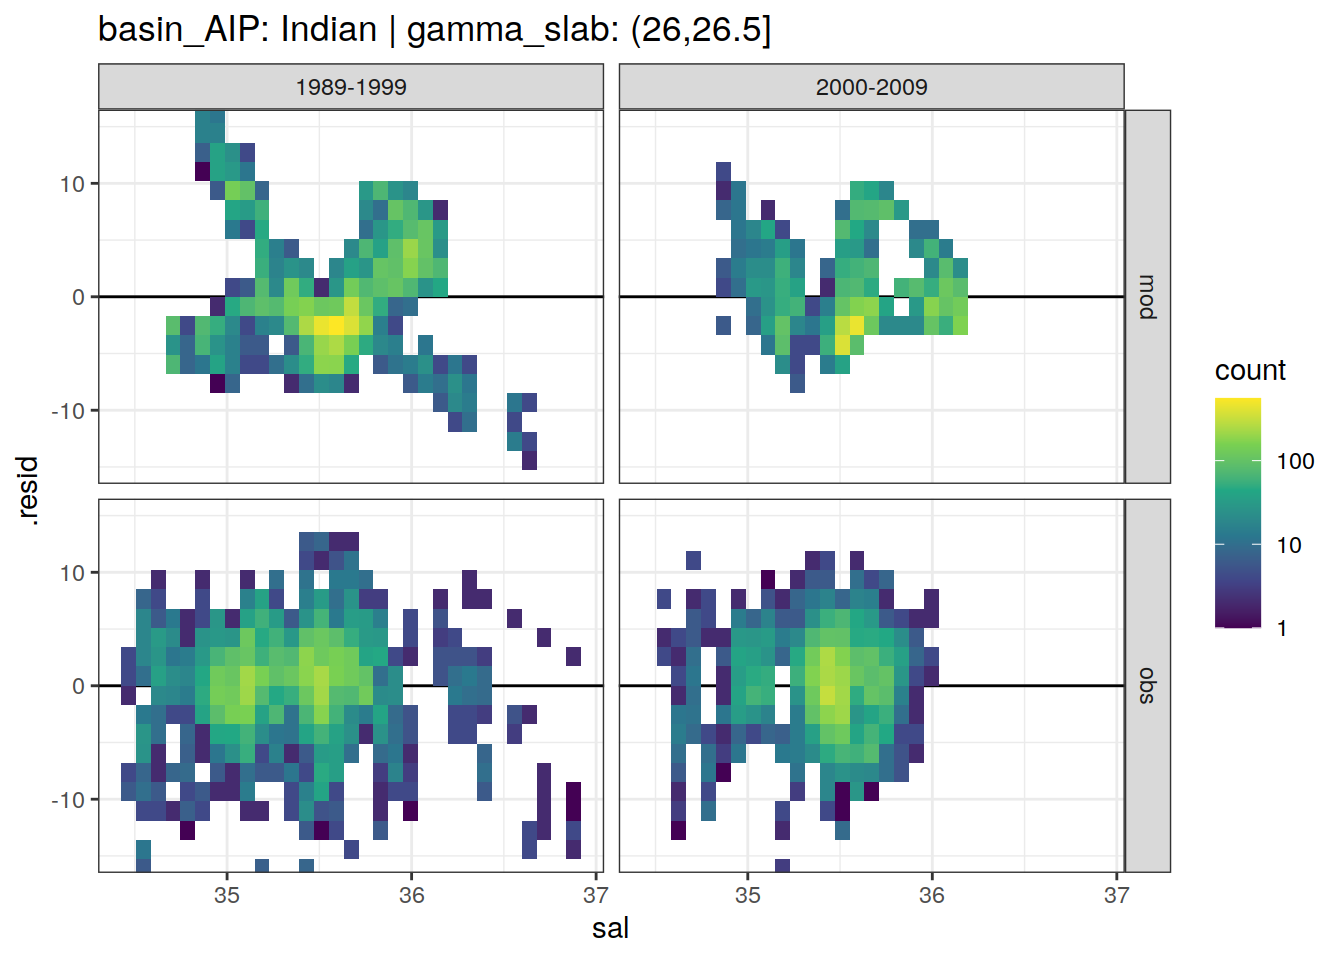 basin_AIP: Indian | gamma_slab: (26,26.5]
1989-1999
2000-2009
10
0
-10
mod
.resid
10
0
-10
obs
35
36
37
35
36
37
sal
count
100
10
1